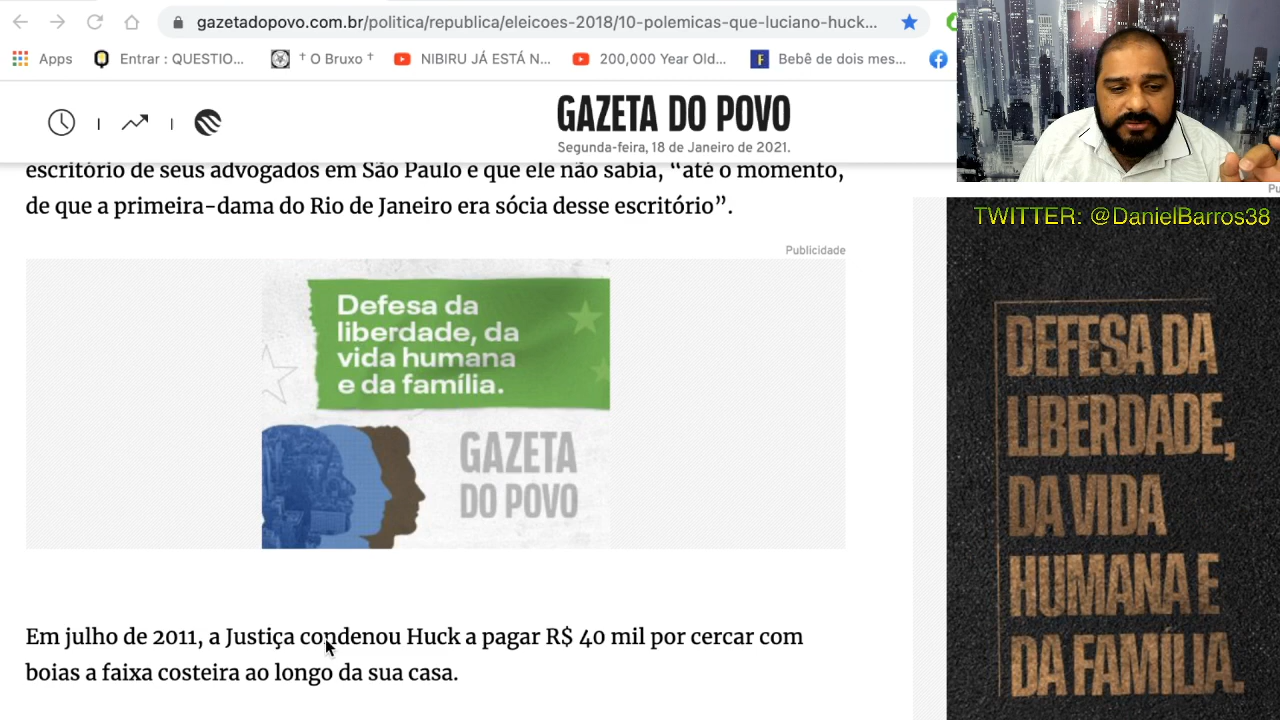 gazetadopovo.com.br/politica/republica/eleicoes-2018/10-polemicas-que-luciano-huck...
Apps
Entrar : QUESTIO...
† O Bruxo †
NIBIRU JÁ ESTÁ N...
200,000 Year Old...
Bebê de dois mes...
GAZETA DO POVO
Segunda-feira, 18 de Janeiro de 2021.
escritório de seus advogados em São Paulo e que ele não sabia, “até o momento,
de que a primeira-dama do Rio de Janeiro era sócia desse escritório”.
Publicidade
Defesa da
liberdade, da
vida humana
e da família.
GAZETA
DO POVO
Em julho de 2011, a Justiça condenou Huck a pagar R$ 40 mil por cercar com
boias a faixa costeira ao longo da sua casa.
Pu
TWITTER: @DanielBarros38
DEFESA DA
LIBERDADE,
DA VIDA
HUMANA E
DA FAMÍLIA.